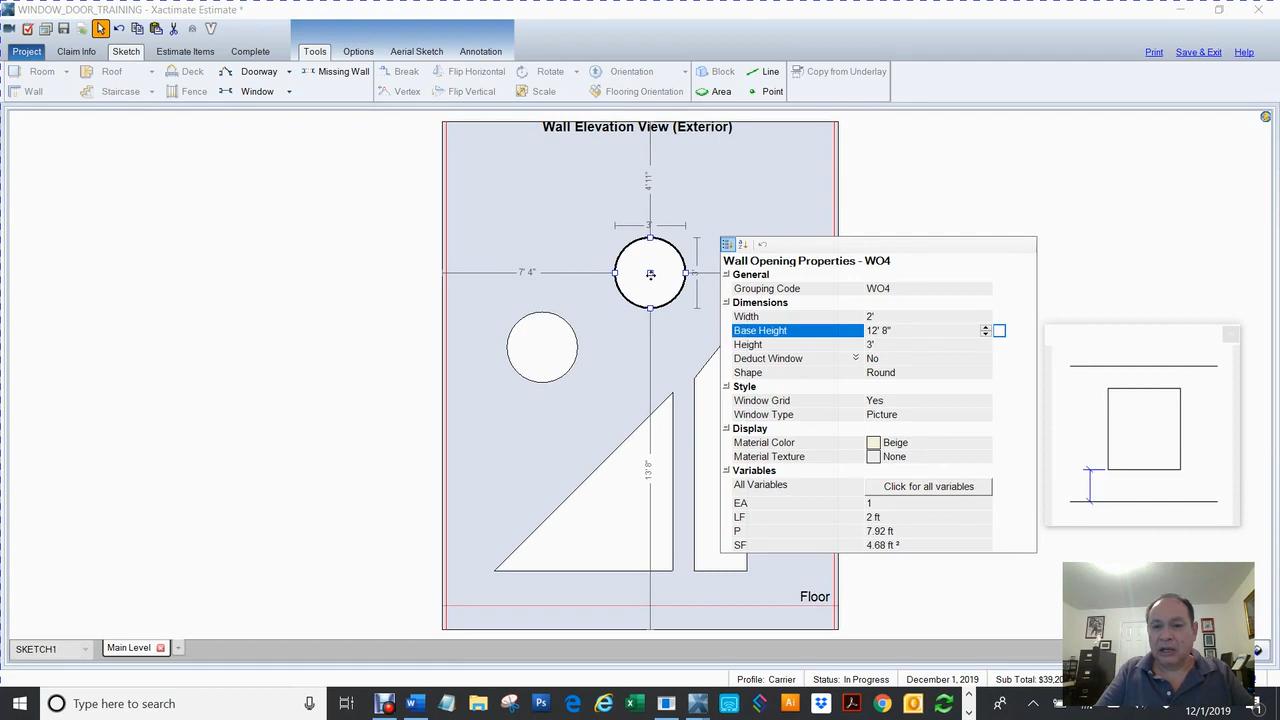 WINDOW_DOOR_TRAINING - Xactimate Estimate *
Project Claim Info Sketch Estimate Items Complete Tools Options Aerial Sketch Annotation Print Save & Exit Help
Room Roof Deck Doorway Missing Wall Break Flip Horizontal Rotate Orientation Block Line Copy from Underlay
Wall Staircase Fence Window Vertex Flip Vertical Scale Flooring Orientation Area Point
Wall Elevation View (Exterior)
4'11"
3'
7' 4"
3'
13'8"
Floor
Wall Opening Properties - WO4
General
Grouping Code WO4
Dimensions
Width 2'
Base Height 12' 8"
Height 3'
Deduct Window No
Shape Round
Style
Window Grid Yes
Window Type Picture
Display
Material Color Beige
Material Texture None
Variables
All Variables Click for all variables
EA 1
LF 2 ft
P 7.92 ft
SF 4.68 ft ²
SKETCH1 Main Level
Profile: Carrier Status: In Progress December 1, 2019 Sub Total: $39,20
Type here to search
12/1/2019